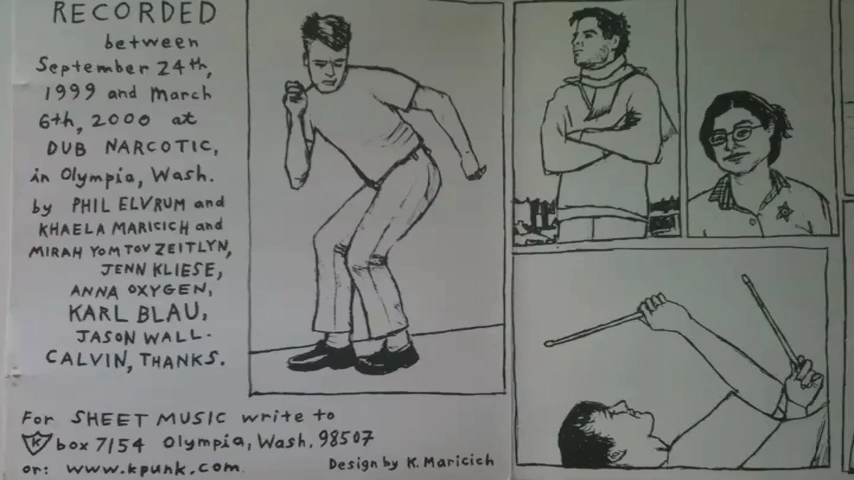 RECORDED
between
September 24th,
1999 and March
6th, 2000 at
DUB NARCOTIC,
in Olympia, Wash.
by PHIL ELVRUM and
KHAELA MARICICH and
MIRAH YOM TOV ZEITLYN,
JENN KLIESE,
ANNA OXYGEN,
KARL BLAU,
JASON WALL-
CALVIN, THANKS.
For SHEET MUSIC write to
K box 7154 Olympia, Wash. 98507
or: www.kpunk.com
Design by K. Maricich